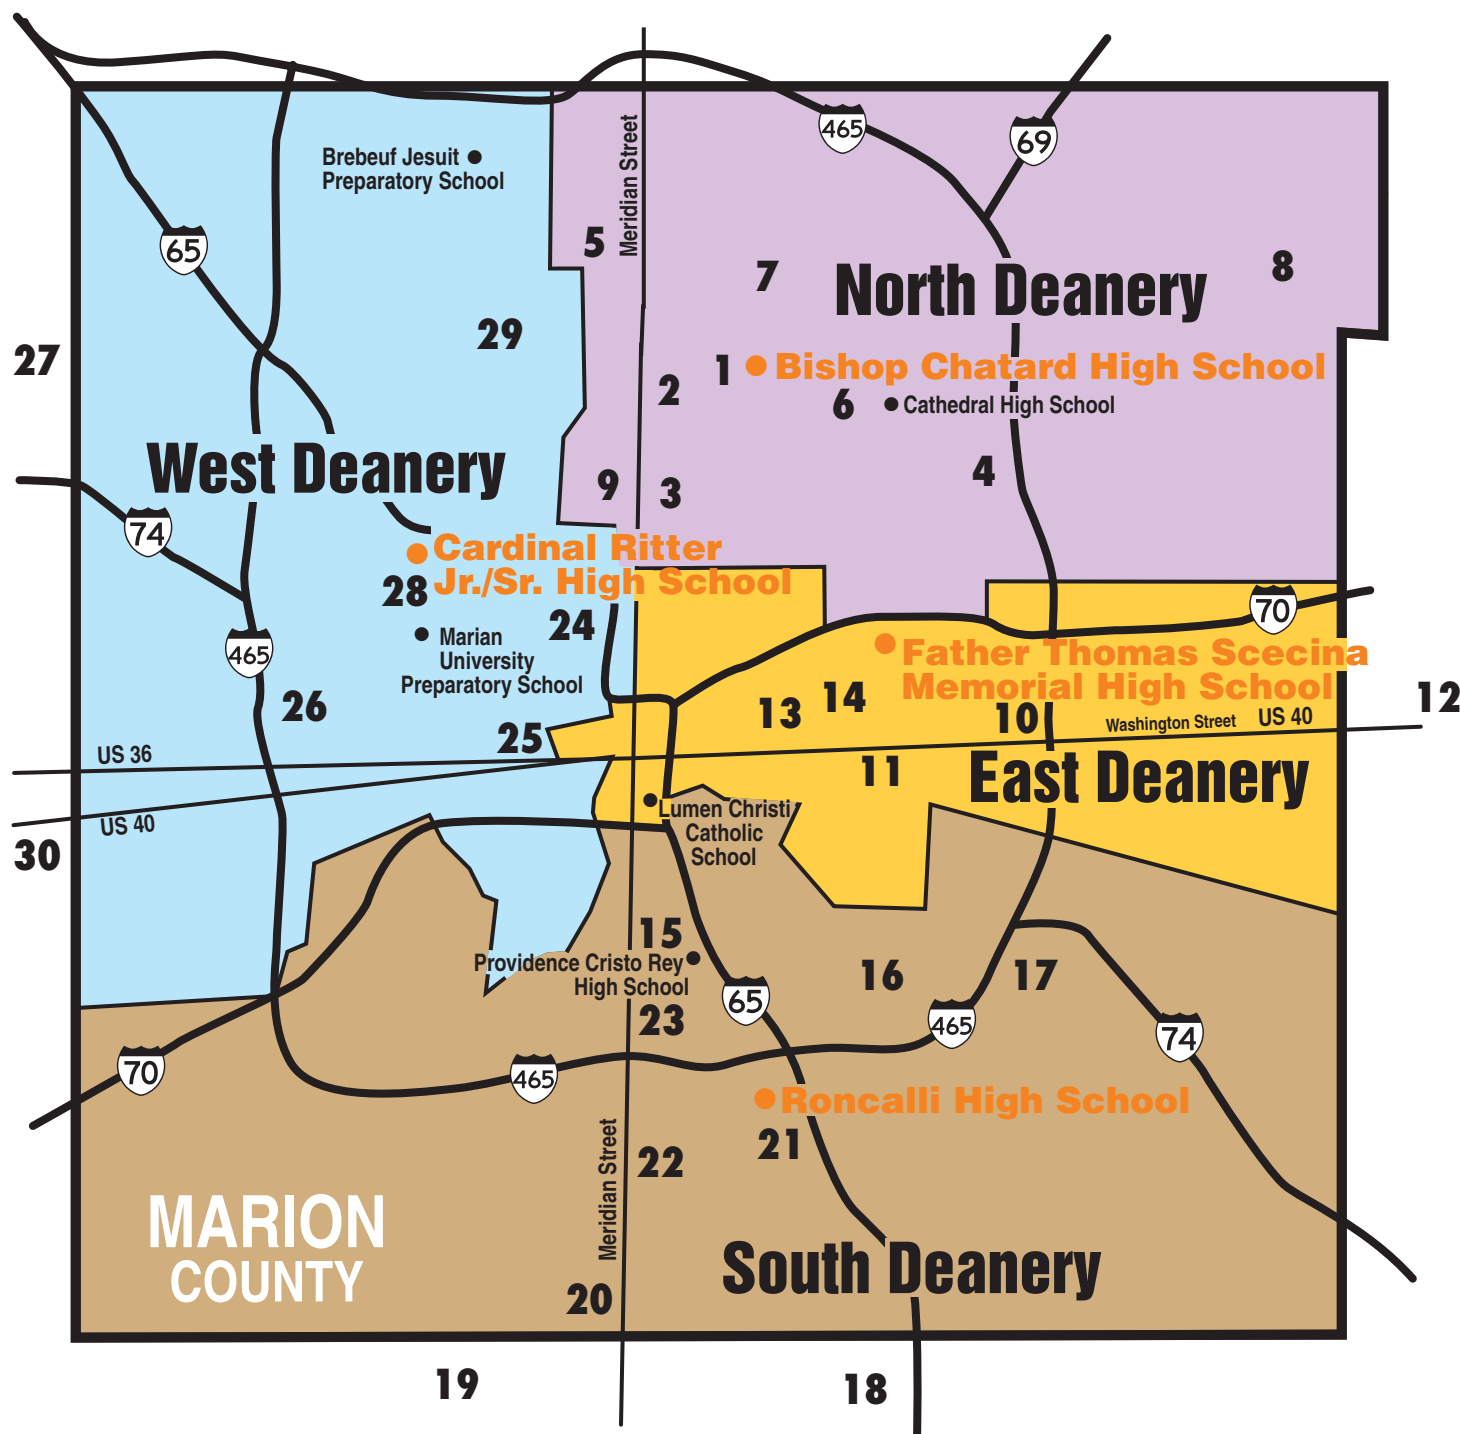 465
69
Brebeuf Jesuit
Preparatory School
Meridian Street
65
5
7
8
North Deanery
29
27
1
Bishop Chatard High School
2
6
Cathedral High School
West Deanery
4
9
3
74
Cardinal Ritter
Jr./Sr. High School
28
70
24
Marian
University
Preparatory School
465
Father Thomas Scecina
Memorial High School
26
13
14
10
12
Washington Street
US 40
25
US 36
11
East Deanery
US 40
30
Lumen Christi
Catholic
School
15
Providence Cristo Rey
High School
16
17
65
23
465
74
70
465
Roncalli High School
21
Meridian Street
22
MARION
COUNTY
South Deanery
20
19
18